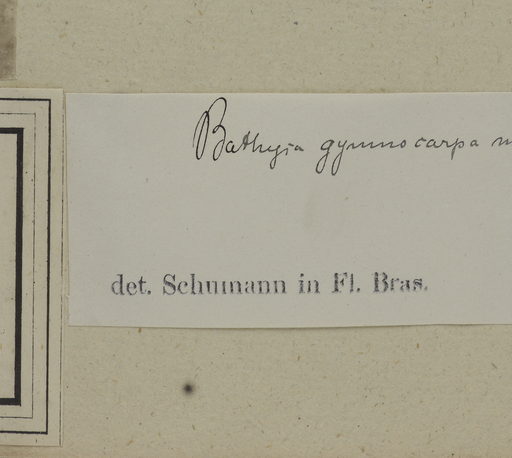 Bathysa gymnocarpa
det. Schumann in Fl. Bras.